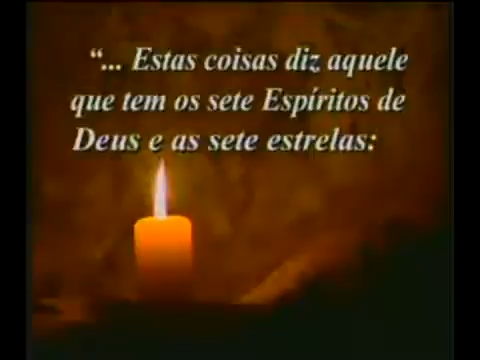 “... Estas coisas diz aquele
que tem os sete Espíritos de
Deus e as sete estrelas: